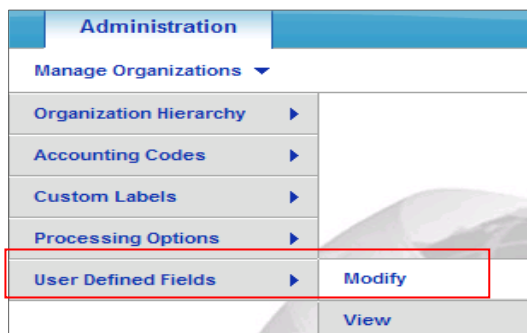 Administration
Manage Organizations
Organization Hierarchy
Accounting Codes
Custom Labels
Processing Options
User Defined Fields Modify
View